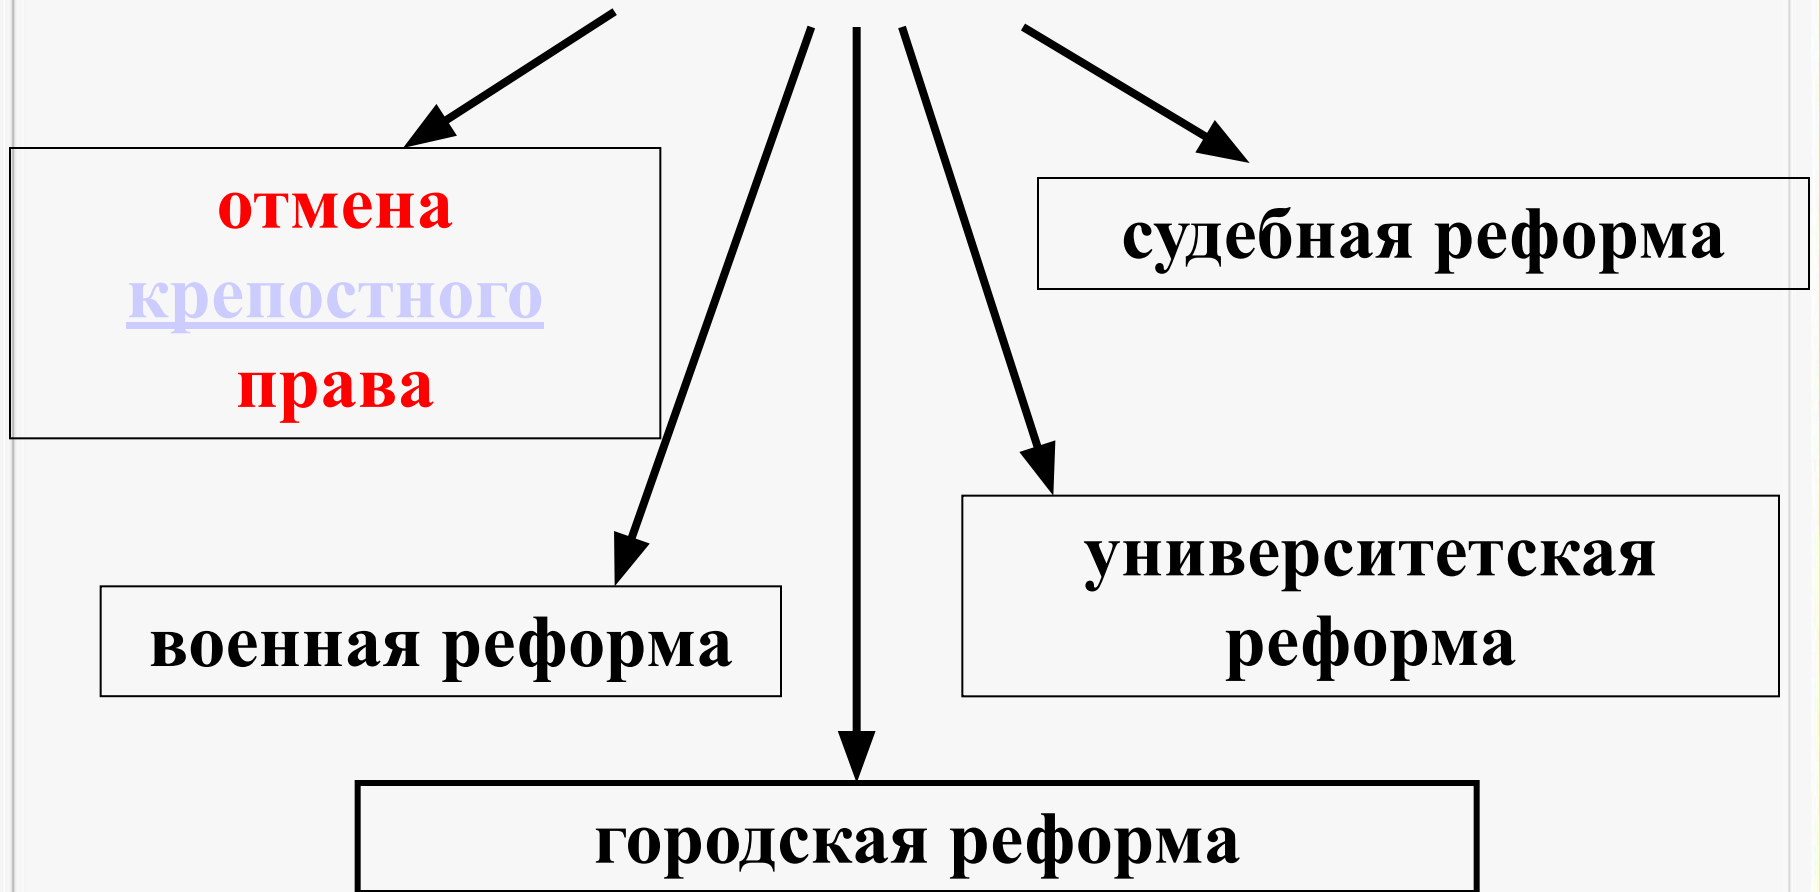 отмена
крепостного
права
судебная реформа
университетская
реформа
военная реформа
городская реформа